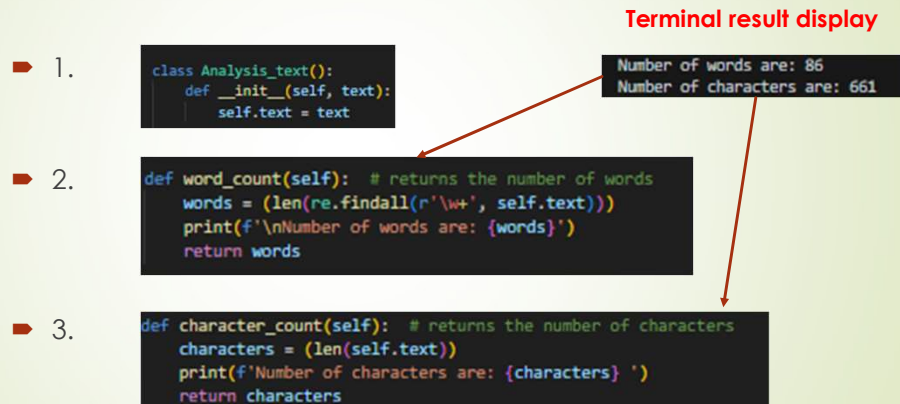 Terminal result display
Number of words are: 86
Number of characters are: 661
1.
class Analysis_text():
    def __init__(self, text):
        self.text = text
2.
def word_count(self):  # returns the number of words
    words = (len(re.findall(r'\w+', self.text)))
    print(f'\nNumber of words are: {words}')
    return words
3.
def character_count(self):  # returns the number of characters
    characters = (len(self.text))
    print(f'Number of characters are: {characters} ')
    return characters